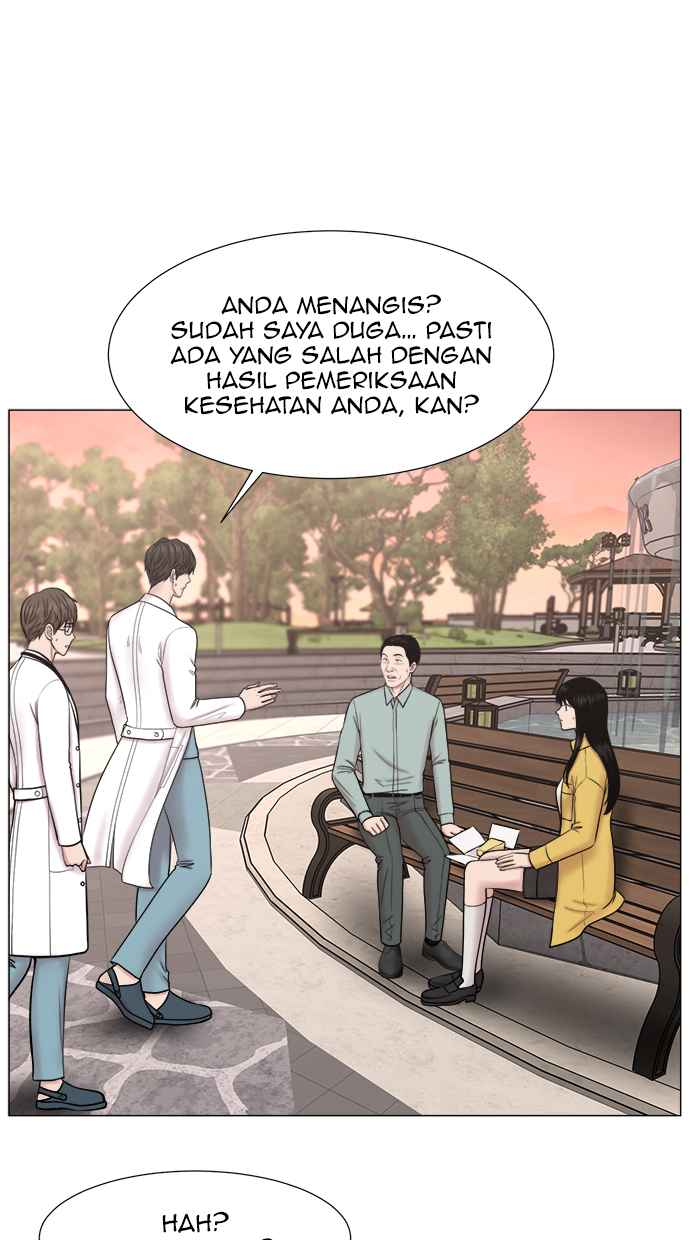 ANDA MENANGIS?
SUDAH SAYA DUGA... PASTI
ADA YANG SALAH DENGAN
HASIL PEMERIKSAAN
KESEHATAN ANDA, KAN?
HAH?